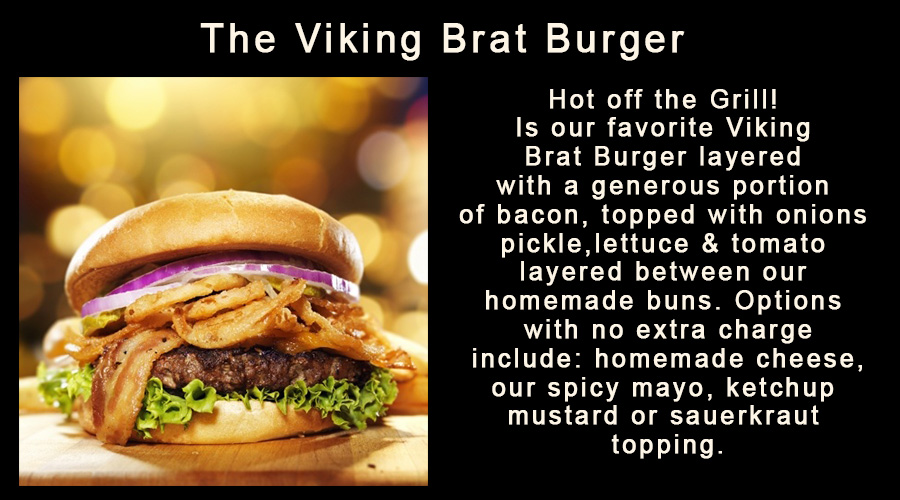 The Viking Brat Burger
Hot off the Grill!
Is our favorite Viking
Brat Burger layered
with a generous portion
of bacon, topped with onions
pickle,lettuce & tomato
layered between our
homemade buns. Options
with no extra charge
include: homemade cheese,
our spicy mayo, ketchup
mustard or sauerkraut
topping.